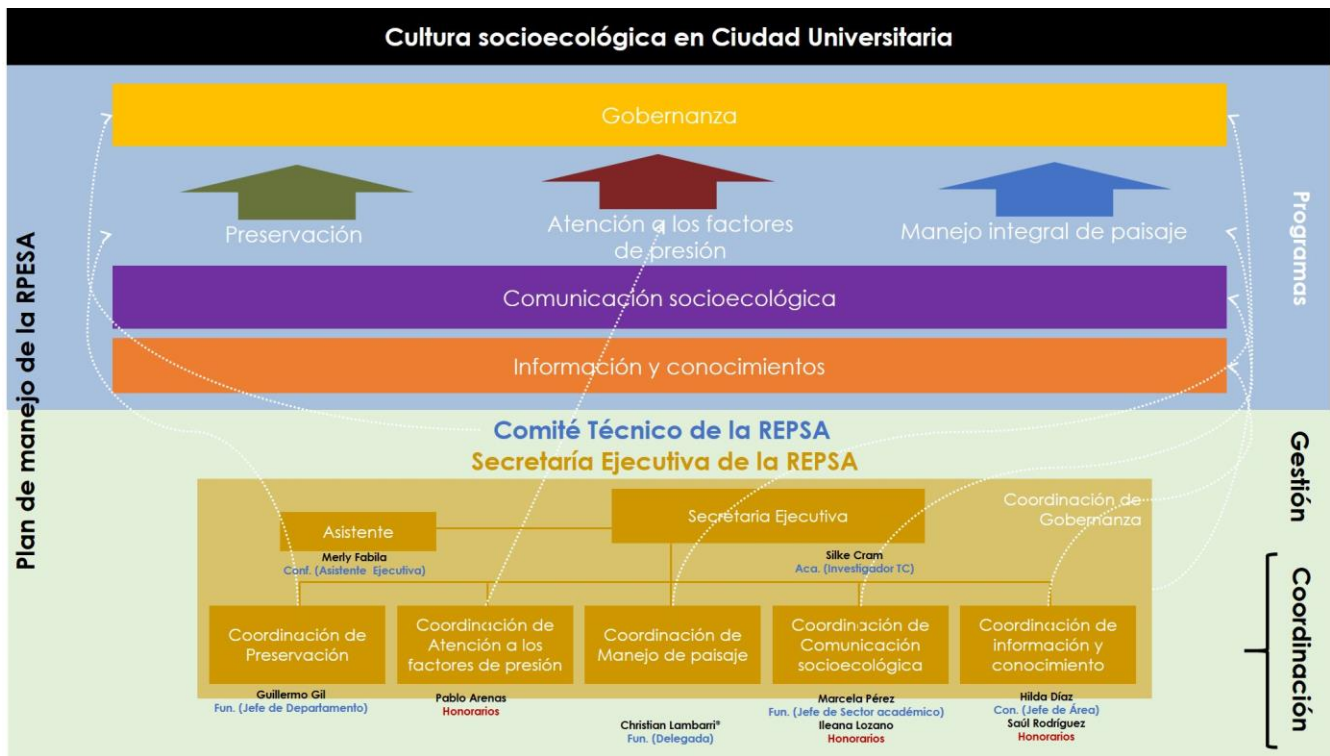 Cultura socioecológica en Ciudad Universitaria
Plan de manejo de la RPESA
Gobernanza
Preservación
Atención a los factores
de presión
Manejo integral de paisaje
Programas
Comunicación socioecológica
Información y conocimientos
Comité Técnico de la REPSA
Secretaría Ejecutiva de la REPSA
Gestión
Coordinación de
Gobernanza
Secretaria Ejecutiva
Asistente
Merly Fabila
Conf. (Asistente Ejecutiva)
Silke Cram
Aca. (Investigador TC)
Coordinación
Coordinación de
Preservación
Coordinación de
Atención a los
factores de presión
Coordinación de
Manejo de paisaje
Coordinación de
Comunicación
socioecológica
Coordinación de
información y
conocimiento
Guillermo Gil
Fun. (Jefe de Departamento)
Pablo Arenas
Honorarios
Christian Lambarri*
Fun. (Delegada)
Marcela Pérez
Fun. (Jefe de Sector académico)
Ileana Lozano
Honorarios
Hilda Díaz
Con. (Jefe de Área)
Saúl Rodríguez
Honorarios